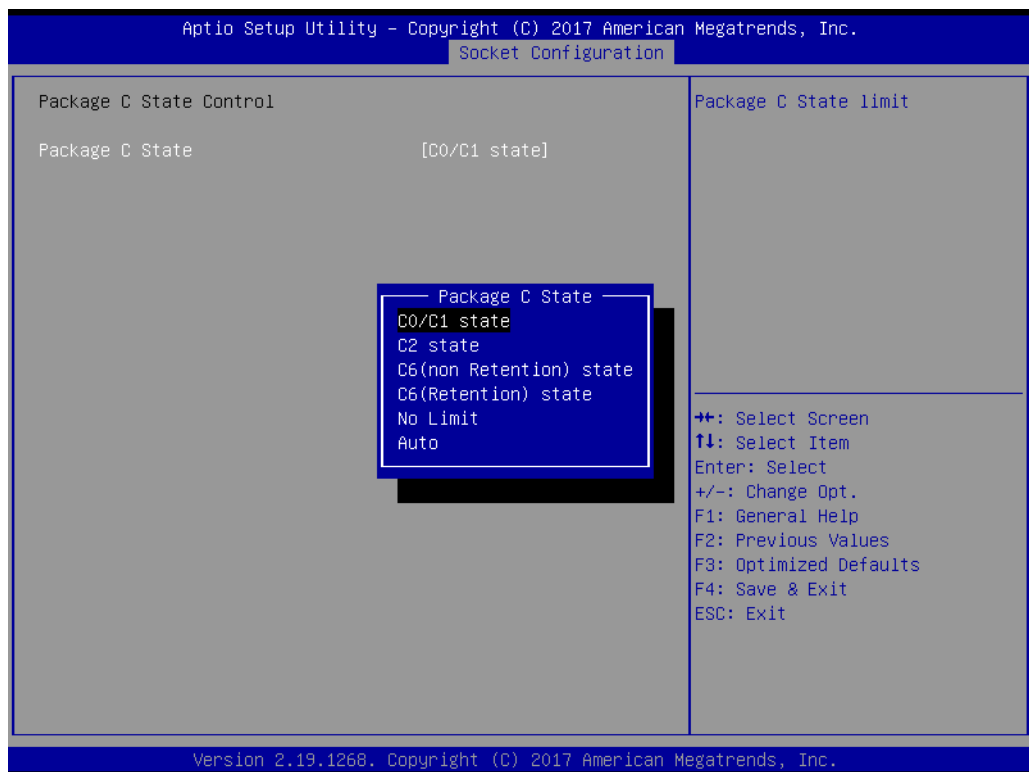 Aptio Setup Utility – Copyright (C) 2017 American Megatrends, Inc.
Socket Configuration
Package C State Control
Package C State [C0/C1 state]
Package C State
C0/C1 state
C2 state
C6(non Retention) state
C6(Retention) state
No Limit
Auto
Package C State limit
→←: Select Screen
↑↓: Select Item
Enter: Select
+/-: Change Opt.
F1: General Help
F2: Previous Values
F3: Optimized Defaults
F4: Save & Exit
ESC: Exit
Version 2.19.1268. Copyright (C) 2017 American Megatrends, Inc.